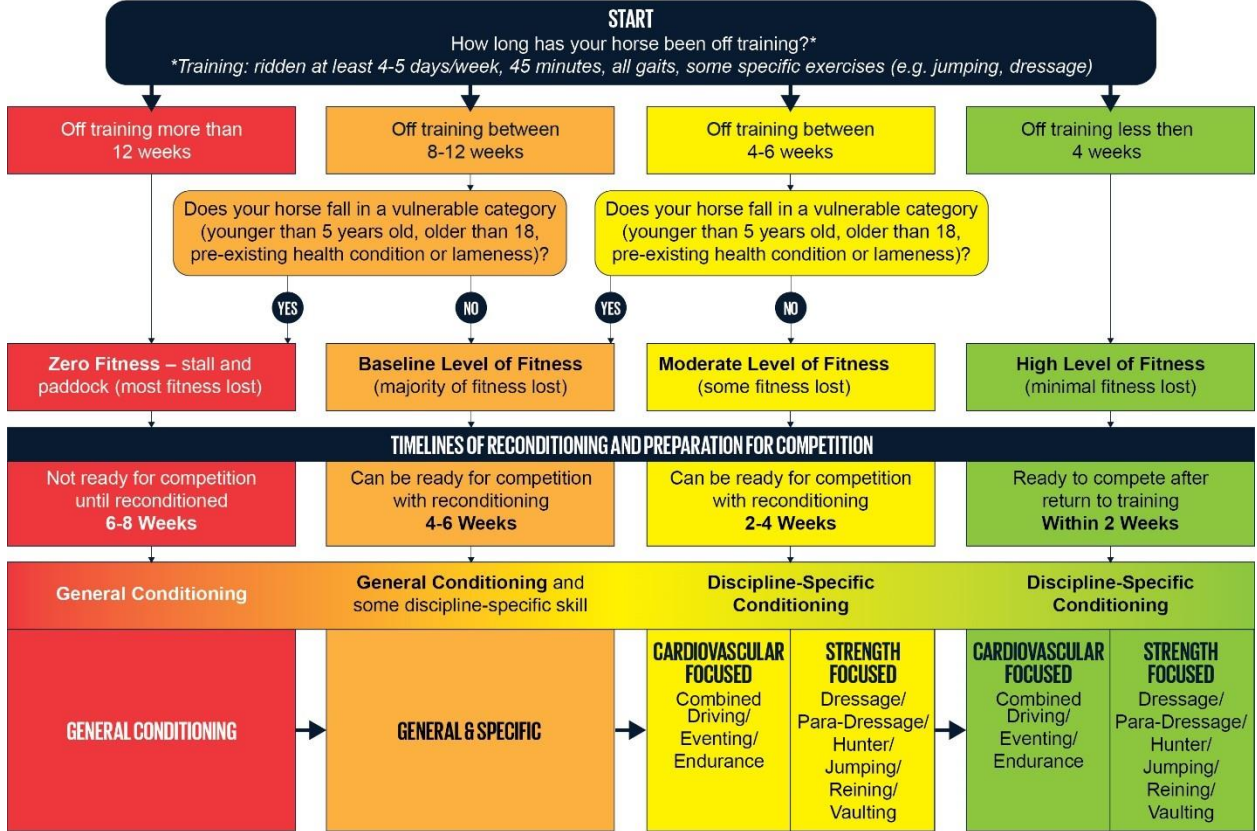 START
How long has your horse been off training?*
*Training: ridden at least 4-5 days/week, 45 minutes, all gaits, some specific exercises (e.g. jumping, dressage)
Off training more than
12 weeks
Off training between
8-12 weeks
Off training between
4-6 weeks
Off training less then
4 weeks
Does your horse fall in a vulnerable category
(younger than 5 years old, older than 18,
pre-existing health condition or lameness)?
Does your horse fall in a vulnerable category
(younger than 5 years old, older than 18,
pre-existing health condition or lameness)?
YES
NO
YES
NO
Zero Fitness – stall and
paddock (most fitness lost)
Baseline Level of Fitness
(majority of fitness lost)
Moderate Level of Fitness
(some fitness lost)
High Level of Fitness
(minimal fitness lost)
TIMELINES OF RECONDITIONING AND PREPARATION FOR COMPETITION
Not ready for competition
until reconditioned
6-8 Weeks
Can be ready for competition
with reconditioning
4-6 Weeks
Can be ready for competition
with reconditioning
2-4 Weeks
Ready to compete after
return to training
Within 2 Weeks
General Conditioning
General Conditioning and
some discipline-specific skill
Discipline-Specific
Conditioning
Discipline-Specific
Conditioning
GENERAL CONDITIONING
GENERAL & SPECIFIC
CARDIOVASCULAR
FOCUSED
Combined
Driving/
Eventing/
Endurance
STRENGTH
FOCUSED
Dressage/
Para-Dressage/
Hunter/
Jumping/
Reining/
Vaulting
CARDIOVASCULAR
FOCUSED
Combined
Driving/
Eventing/
Endurance
STRENGTH
FOCUSED
Dressage/
Para-Dressage/
Hunter/
Jumping/
Reining/
Vaulting